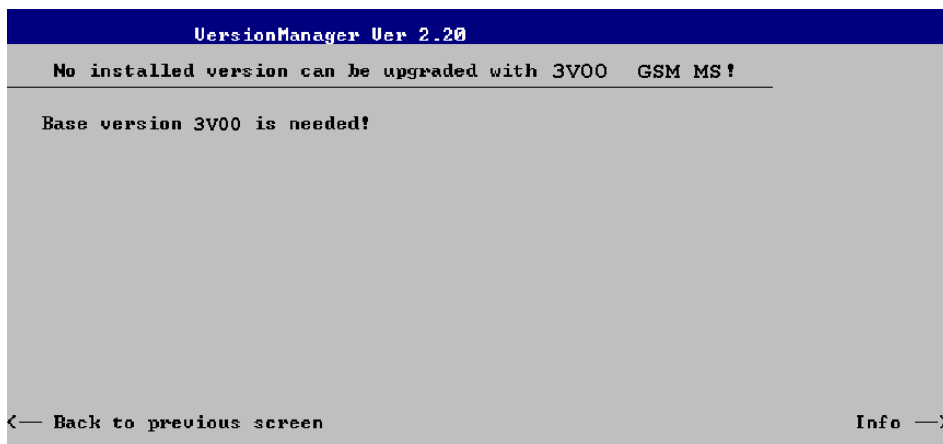 VersionManager Ver 2.20
No installed version can be upgraded with 3V00 GSM MS!
Base version 3V00 is needed!
<— Back to previous screen
Info —>